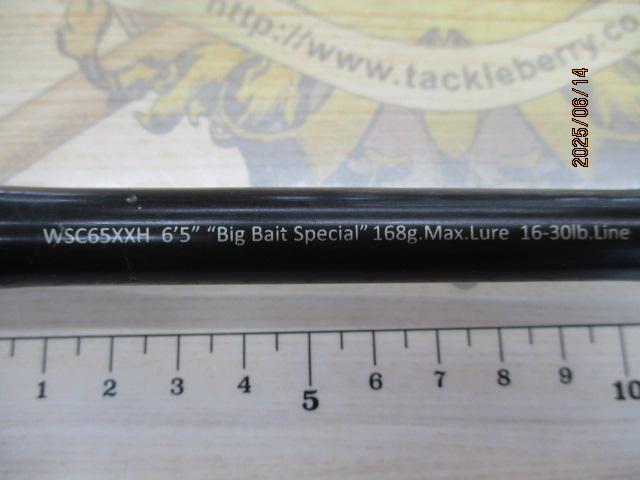 http://www.tackleberry.co
2025/06/14
WSC65XXH 6'5" “Big Bait Special” 168g.Max.Lure 16-30lb.Line
1 2 3 4 5 6 7 8 9 10